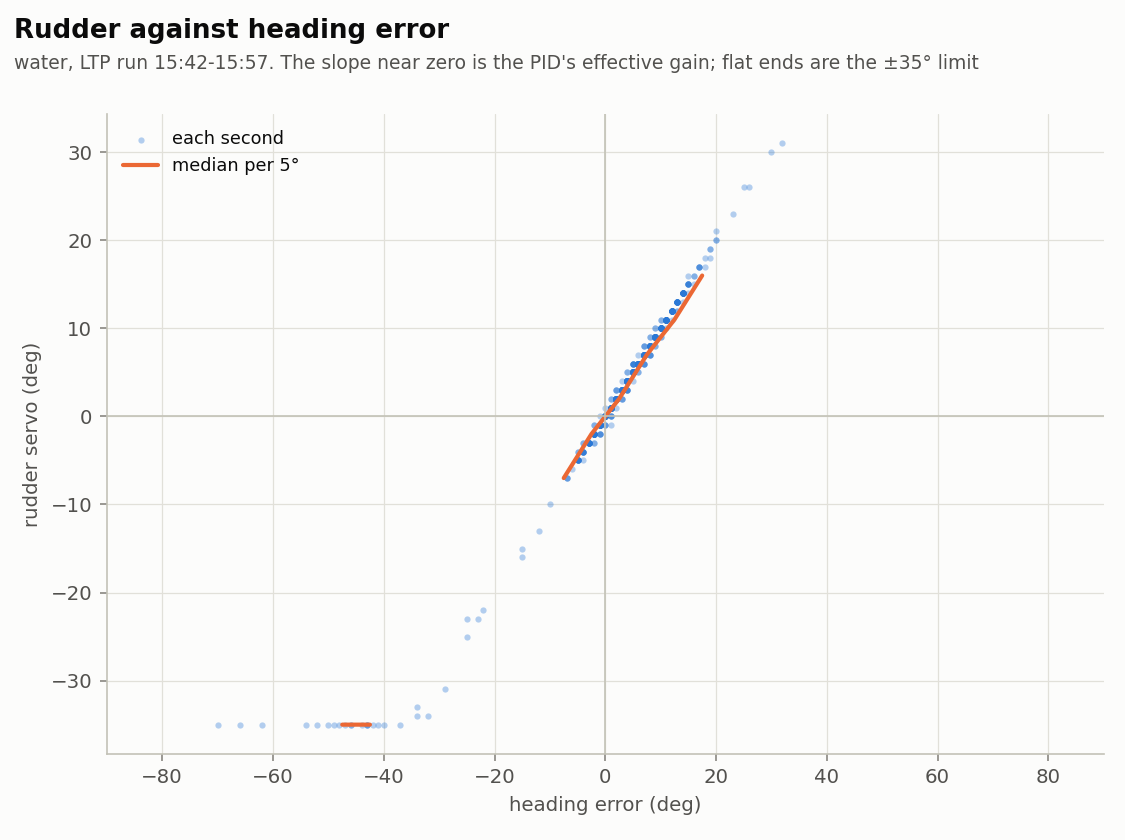 Rudder against heading error
water, LTP run 15:42-15:57. The slope near zero is the PID's effective gain; flat ends are the ±35° limit
each second
median per 5°
rudder servo (deg)
30
20
10
0
−10
−20
−30
−80
−60
−40
−20
0
20
40
60
80
heading error (deg)